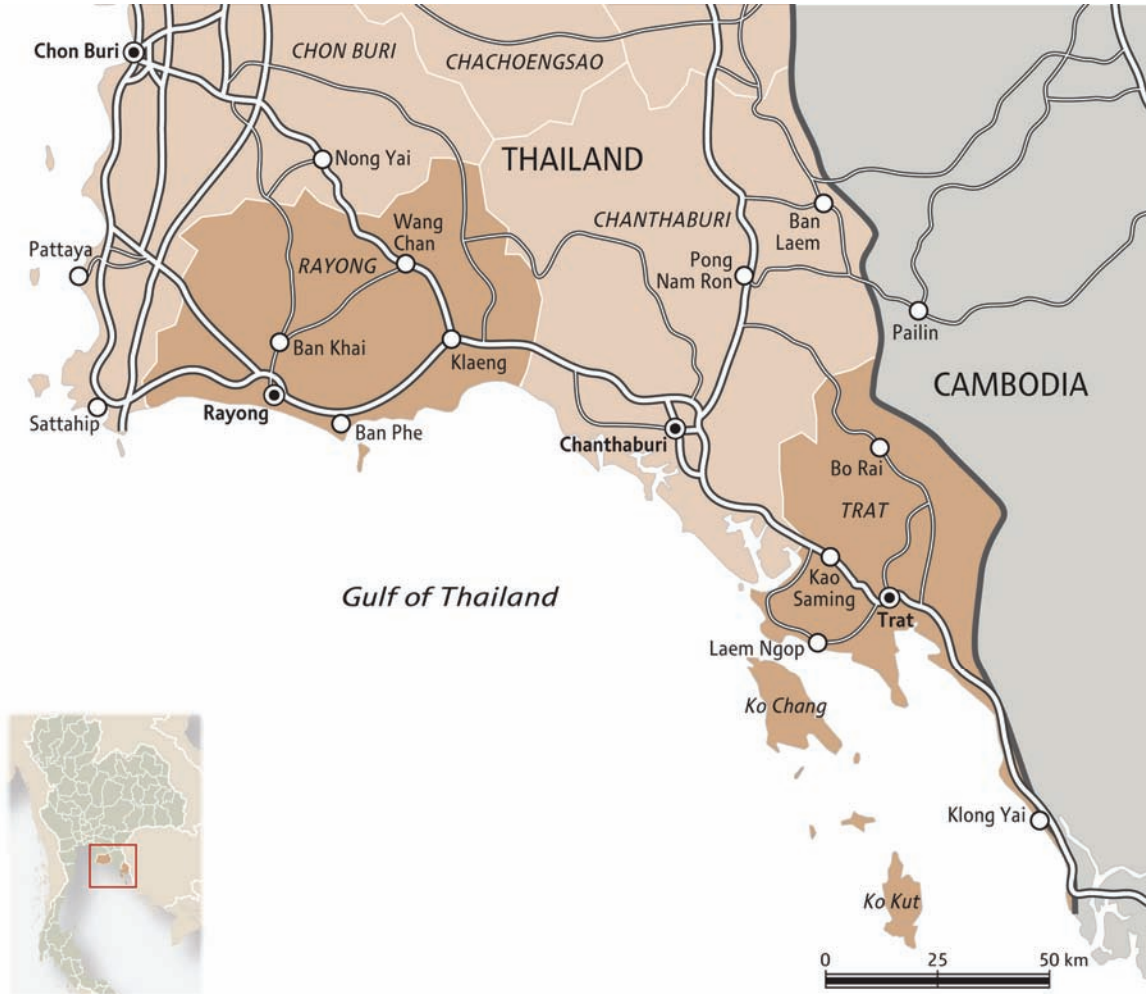 Chon Buri
CHON BURI
CHACHOENGSAO
THAILAND
Nong Yai
CHANTHABURI
Ban
Laem
Wang
Chan
Pattaya
RAYONG
Pong
Nam Ron
Pailin
Ban Khai
Klaeng
CAMBODIA
Sattahip
Rayong
Ban Phe
Chanthaburi
Bo Rai
TRAT
Gulf of Thailand
Kao
Saming
Trat
Laem Ngop
Ko Chang
Klong Yai
Ko Kut
0 25 50 km